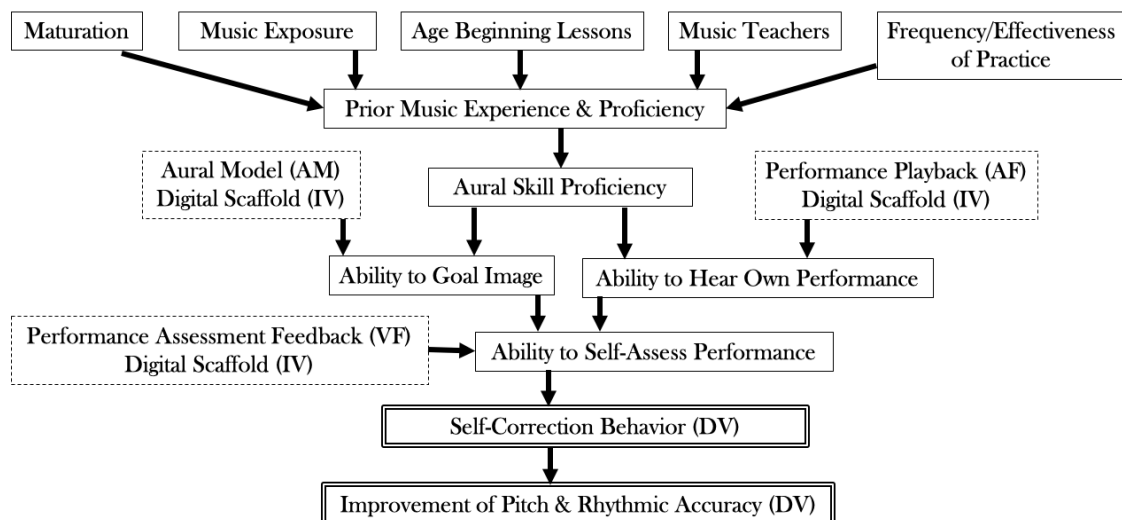 Maturation
Music Exposure
Age Beginning Lessons
Music Teachers
Frequency/Effectiveness
of Practice
Prior Music Experience & Proficiency
Aural Model (AM)
Digital Scaffold (IV)
Aural Skill Proficiency
Performance Playback (AF)
Digital Scaffold (IV)
Ability to Goal Image
Ability to Hear Own Performance
Performance Assessment Feedback (VF)
Digital Scaffold (IV)
Ability to Self-Assess Performance
Self-Correction Behavior (DV)
Improvement of Pitch & Rhythmic Accuracy (DV)